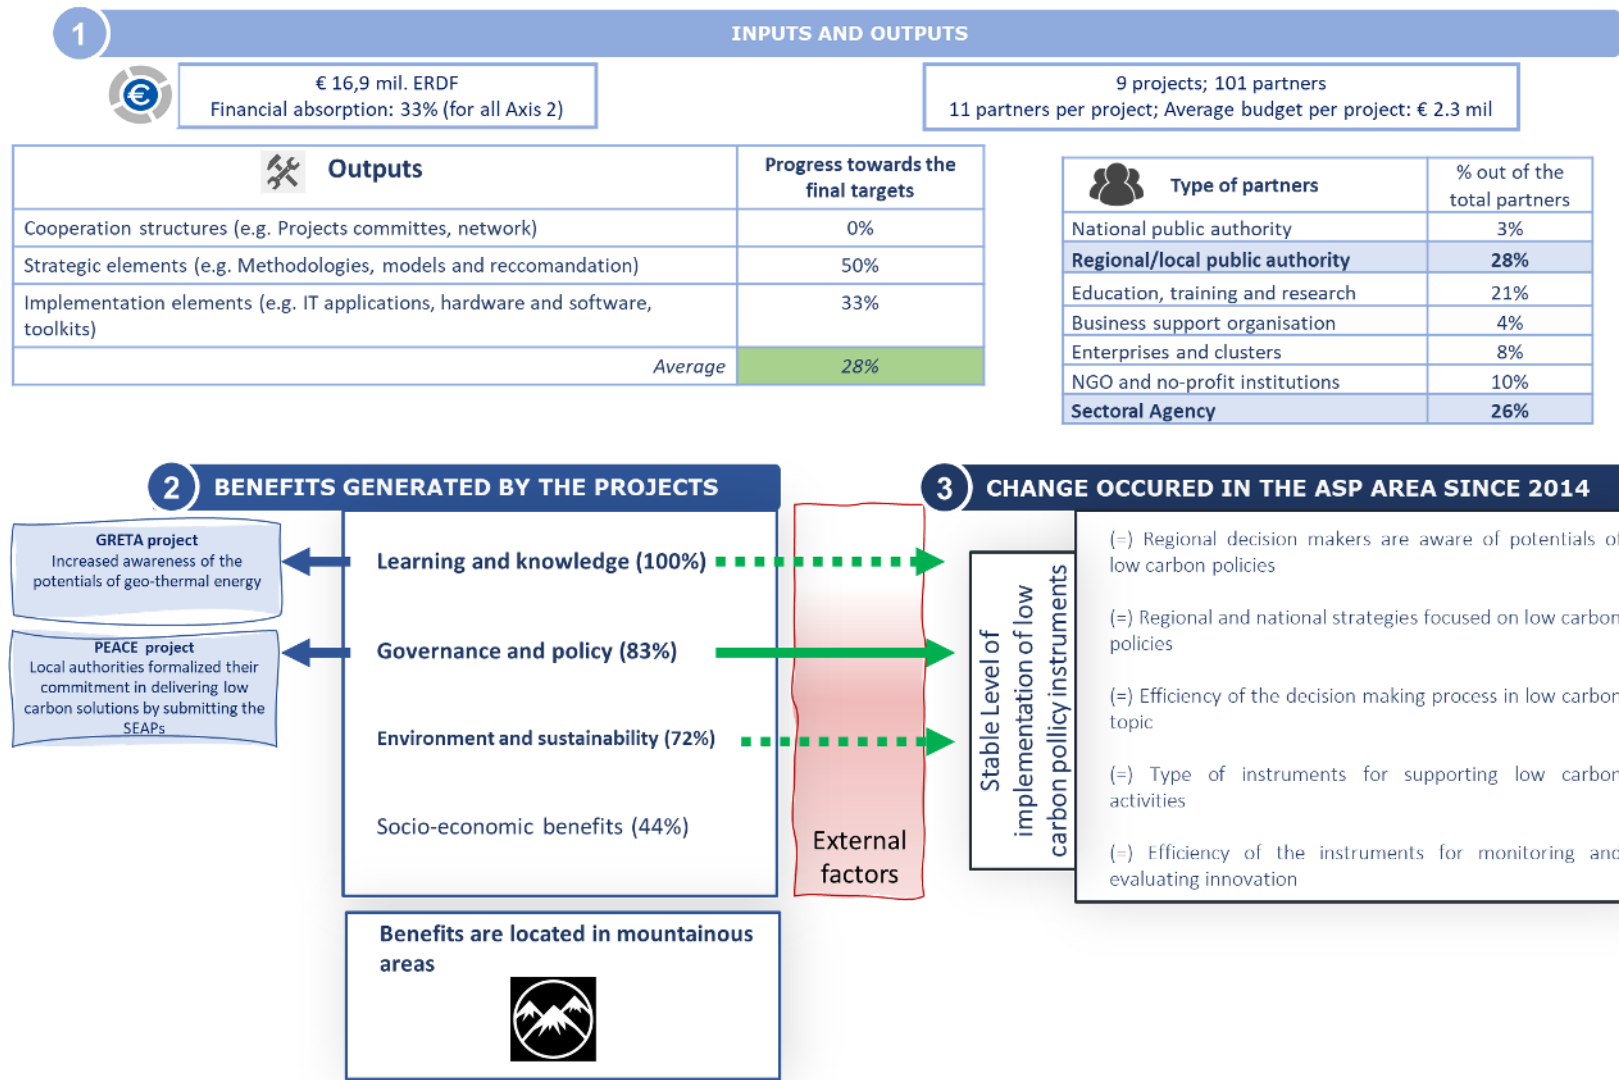 1
INPUTS AND OUTPUTS
€ 16,9 mil. ERDF
Financial absorption: 33% (for all Axis 2)
9 projects; 101 partners
11 partners per project; Average budget per project: € 2.3 mil
Outputs
Progress towards the
final targets
Cooperation structures (e.g. Projects committes, network)
0%
Strategic elements (e.g. Methodologies, models and reccomandation)
50%
Implementation elements (e.g. IT applications, hardware and software,
toolkits)
33%
Average
28%
Type of partners
% out of the
total partners
National public authority
3%
Regional/local public authority
28%
Education, training and research
21%
Business support organisation
4%
Enterprises and clusters
8%
NGO and no-profit institutions
10%
Sectoral Agency
26%
2
BENEFITS GENERATED BY THE PROJECTS
GRETA project
Increased awareness of the
potentials of geo-thermal energy
PEACE project
Local authorities formalized their
commitment in delivering low
carbon solutions by submitting the
SEAPs
Learning and knowledge (100%)
Governance and policy (83%)
Environment and sustainability (72%)
Socio-economic benefits (44%)
External
factors
Benefits are located in mountainous
areas
3
CHANGE OCCURED IN THE ASP AREA SINCE 2014
Stable Level of
implementation of low
carbon pollicy instruments
(=) Regional decision makers are aware of potentials of
low carbon policies
(=) Regional and national strategies focused on low carbon
policies
(=) Efficiency of the decision making process in low carbon
topic
(=) Type of instruments for supporting low carbon
activities
(=) Efficiency of the instruments for monitoring and
evaluating innovation